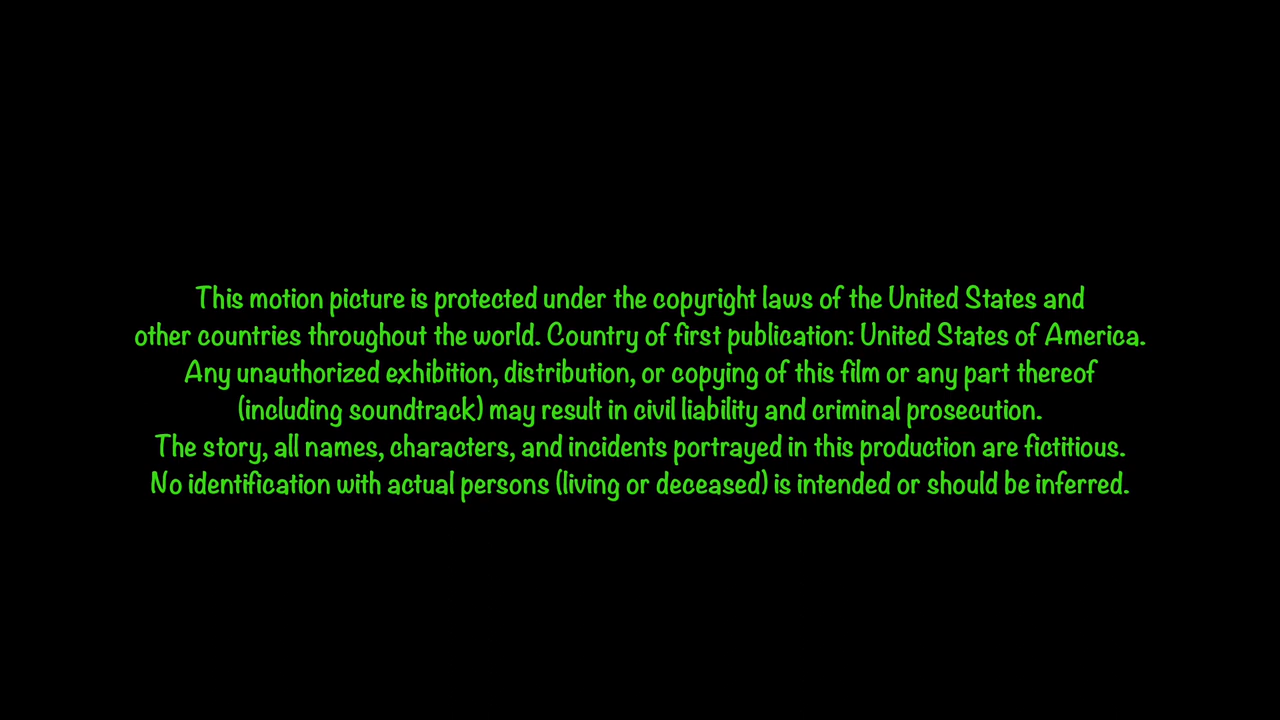 This motion picture is protected under the copyright laws of the United States and
other countries throughout the world. Country of first publication: United States of America.
Any unauthorized exhibition, distribution, or copying of this film or any part thereof
(including soundtrack) may result in civil liability and criminal prosecution.
The story, all names, characters, and incidents portrayed in this production are fictitious.
No identification with actual persons (living or deceased) is intended or should be inferred.